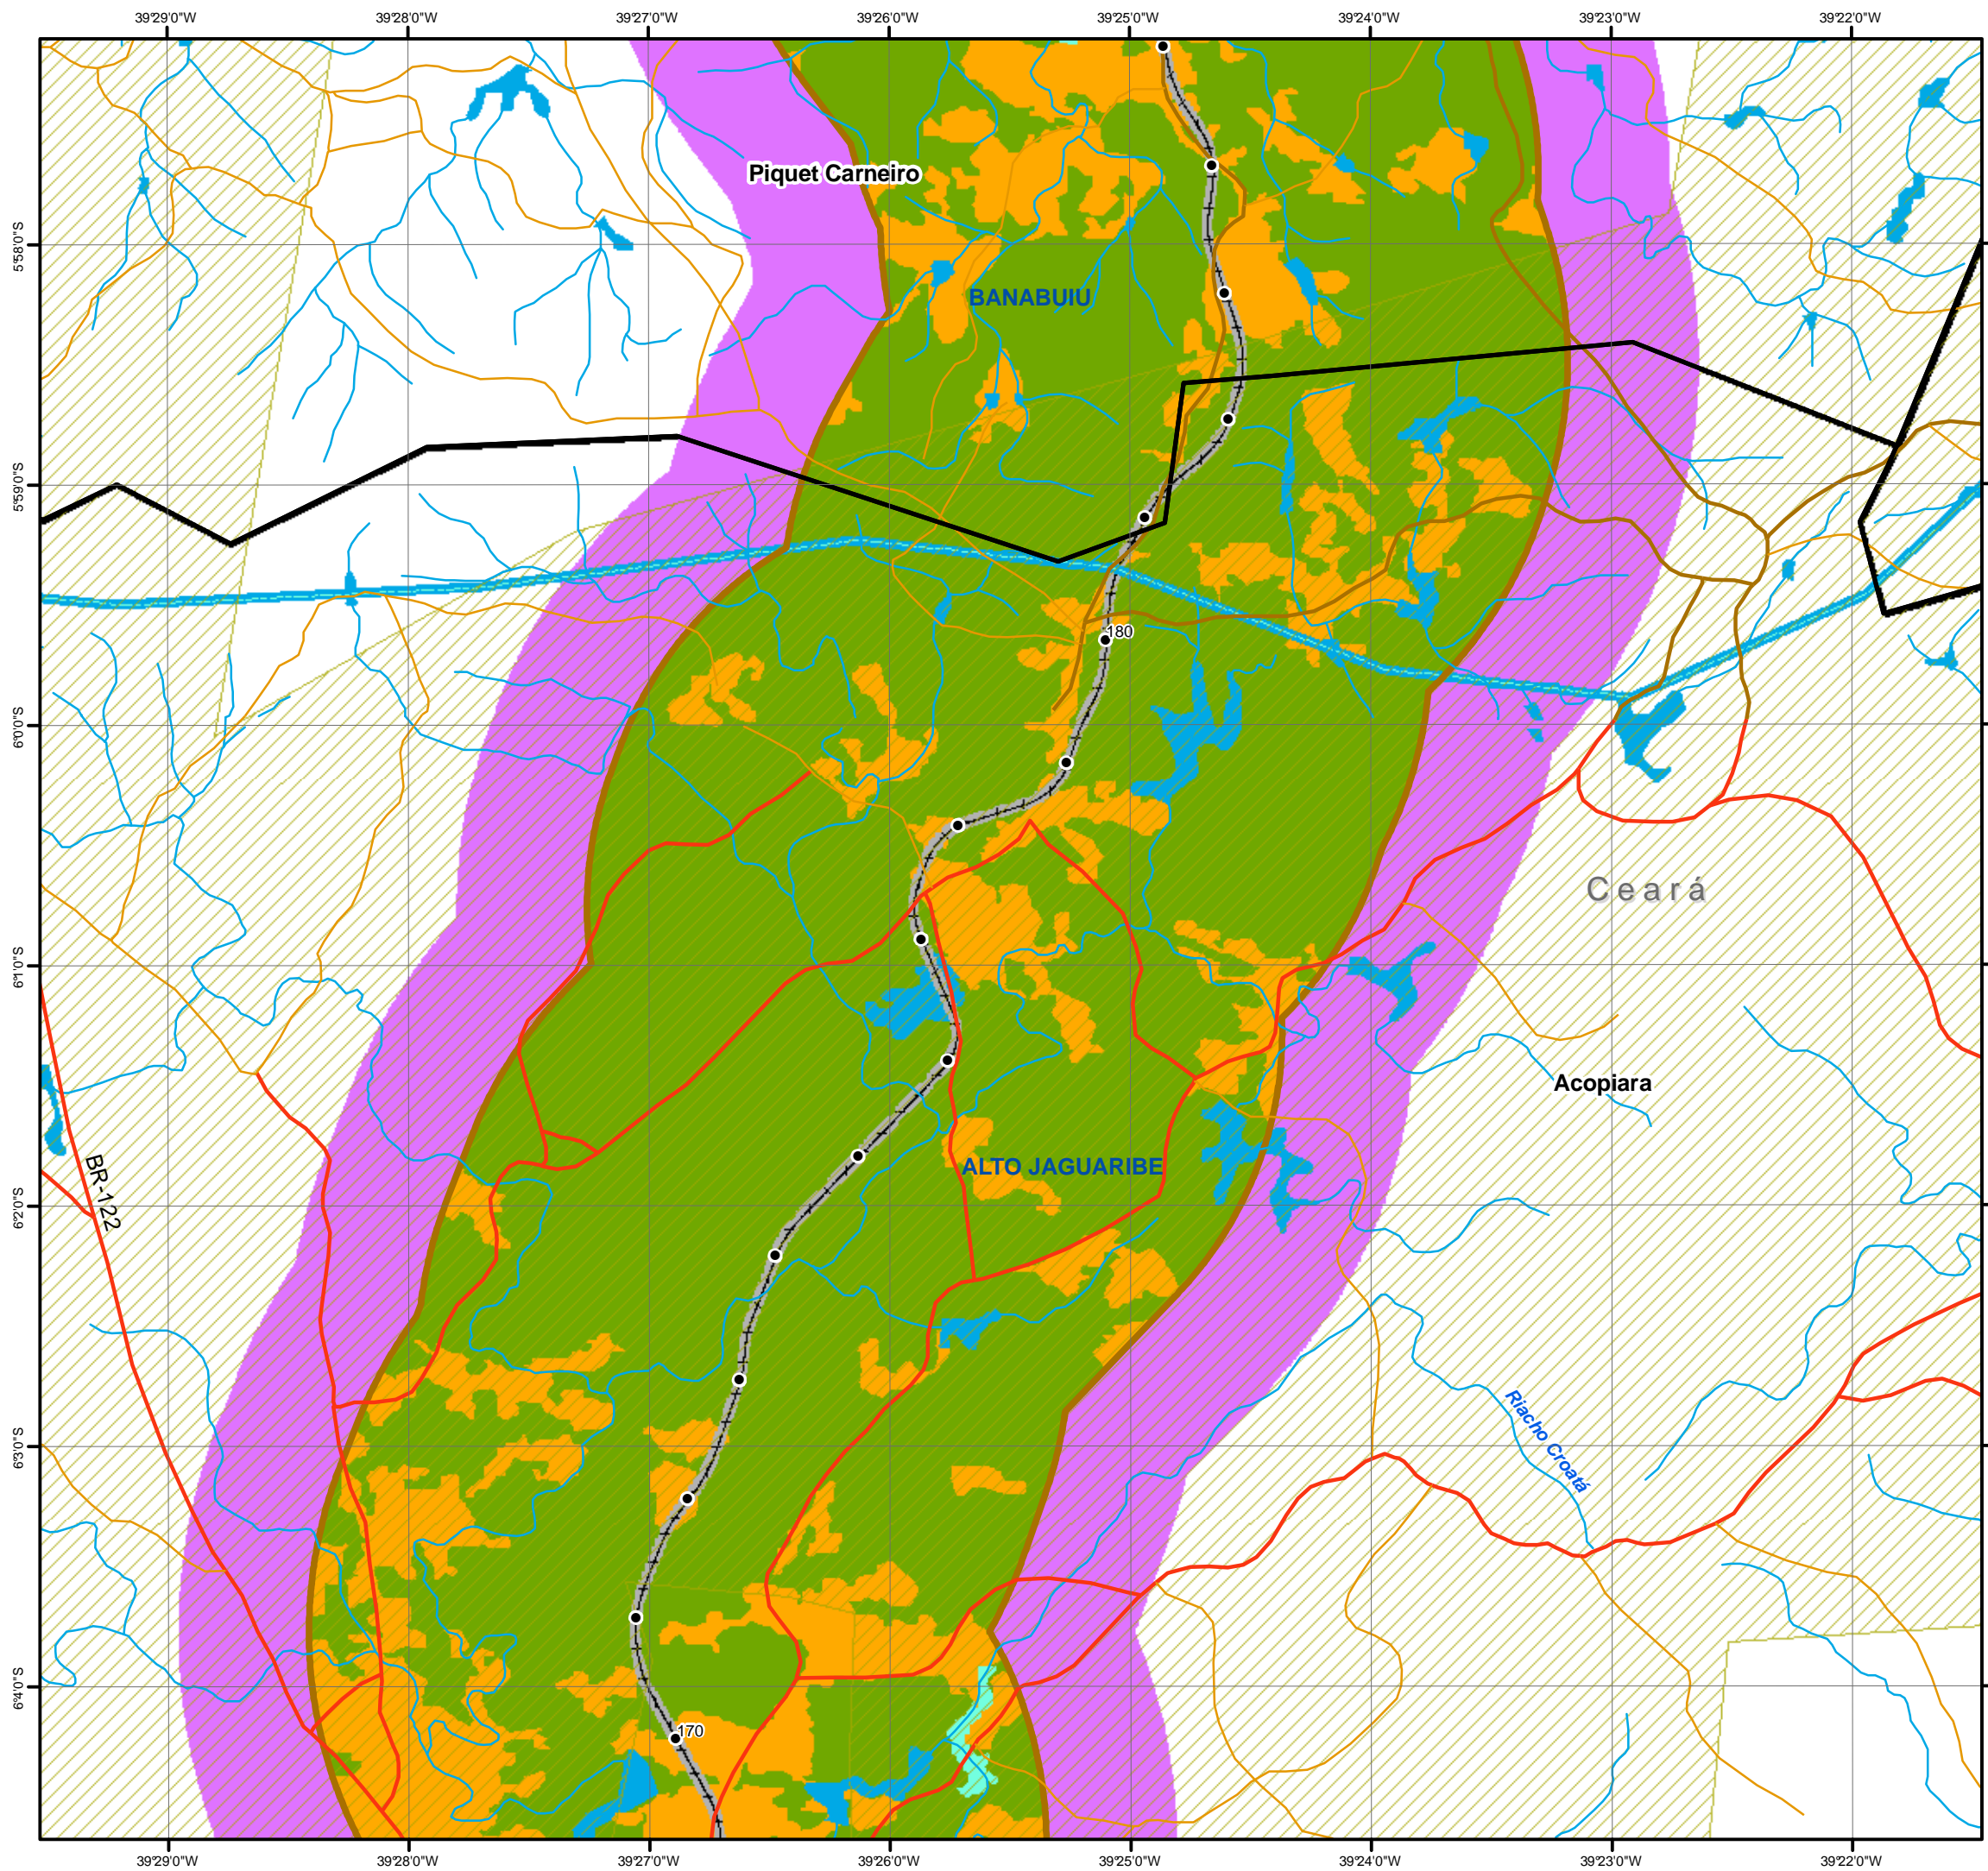 39°29'0"W 39°28'0"W 39°27'0"W 39°26'0"W 39°25'0"W 39°24'0"W 39°23'0"W 39°22'0"W
Piquet Carneiro
5°58'0"S
BANABUIU
5°59'0"S
180
6°0'0"S
Ceará
6°1'0"S
Acopiara
ALTO JAGUARIBE
BR-122
6°2'0"S
Riacho Croatá
6°3'0"S
6°4'0"S
170
39°29'0"W 39°28'0"W 39°27'0"W 39°26'0"W 39°25'0"W 39°24'0"W 39°23'0"W 39°22'0"W